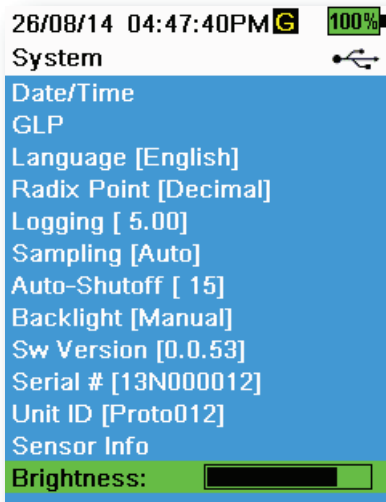 26/08/14 04:47:40PM G 100%
System
Date/Time
GLP
Language [English]
Radix Point [Decimal]
Logging [ 5.00]
Sampling [Auto]
Auto-Shutoff [ 15]
Backlight [Manual]
Sw Version [0.0.53]
Serial # [13N000012]
Unit ID [Proto012]
Sensor Info
Brightness: